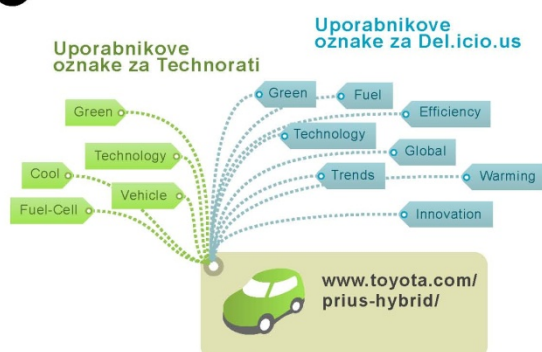 Uporabnikove
oznake za Technorati
Uporabnikove
oznake za Del.icio.us
Green
Technology
Cool
Vehicle
Fuel-Cell
Green
Fuel
Efficiency
Technology
Global
Trends
Warming
Innovation
www.toyota.com/
prius-hybrid/